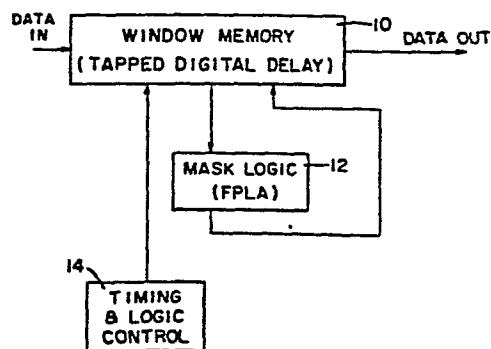 DATA
IN
WINDOW MEMORY
(TAPPED DIGITAL DELAY)
10
DATA OUT
MASK LOGIC
(FPLA)
12
14
TIMING
& LOGIC
CONTROL